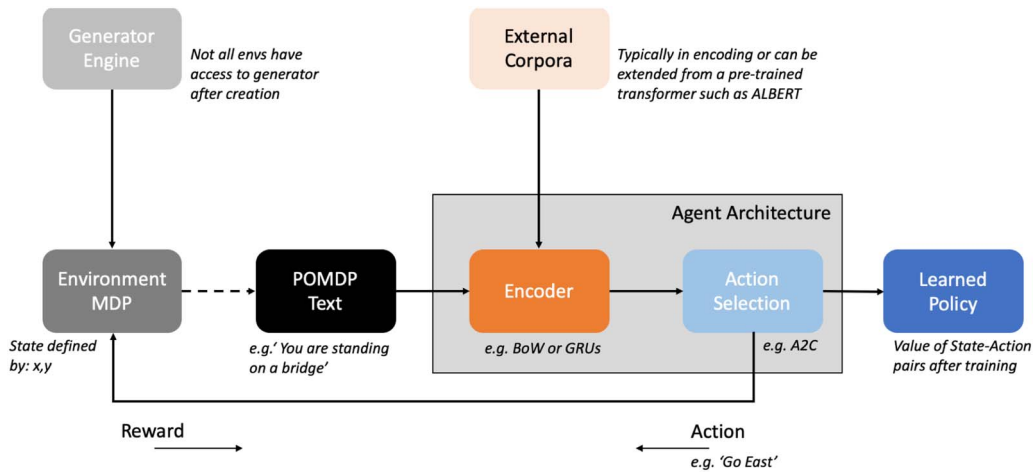 Generator
Engine
Not all envs have
access to generator
after creation
External
Corpora
Typically in encoding or can be
extended from a pre-trained
transformer such as ALBERT
Agent Architecture
Environment
MDP
POMDP
Text
Encoder
Action
Selection
Learned
Policy
State defined
by: x,y
e.g.' You are standing
on a bridge'
e.g. BoW or GRUs
e.g. A2C
Value of State-Action
pairs after training
Reward
Action
e.g. 'Go East'